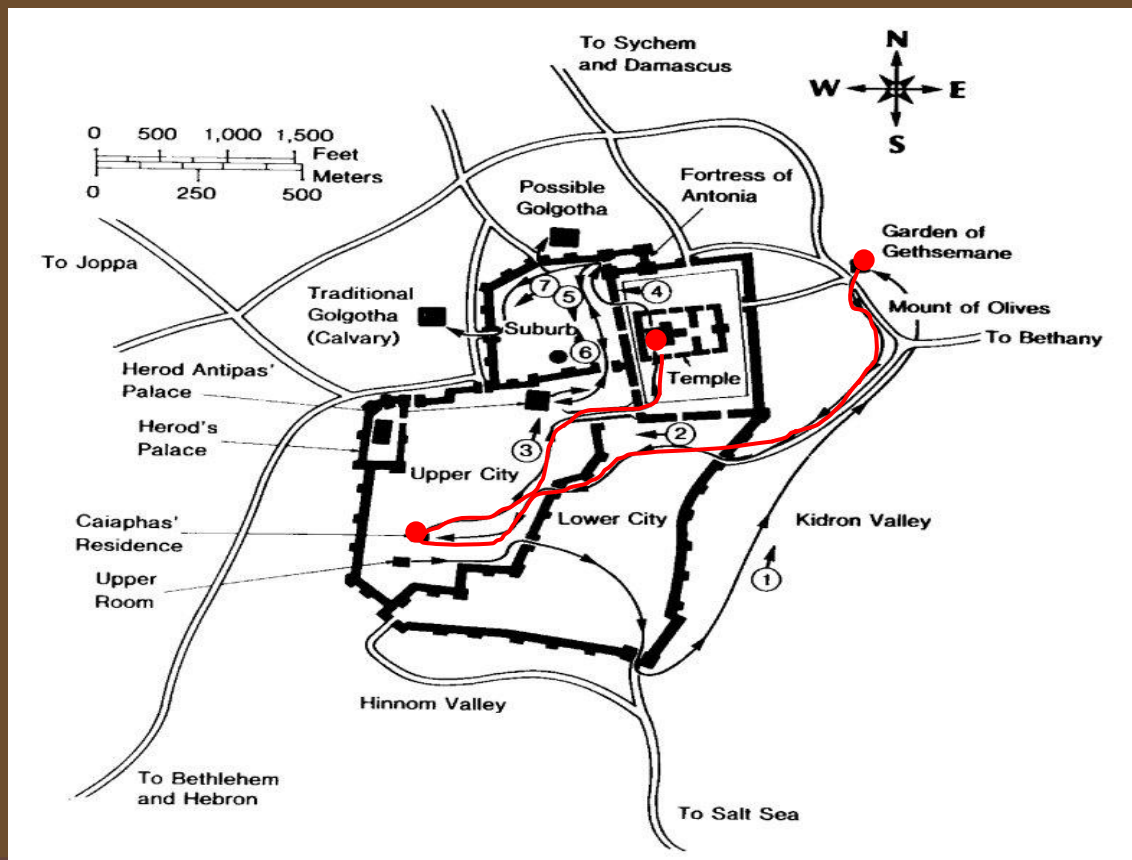 To Sychem
and Damascus
N
W
E
S
0 500 1,000 1,500
Feet
Meters
0 250 500
Possible
Golgotha
Fortress of
Antonia
Garden of
Gethsemane
To Joppa
Traditional
Golgotha
(Calvary)
7
5
4
Suburb
6
Mount of Olives
To Bethany
Herod Antipas'
Palace
Temple
Herod's
Palace
3
2
Upper City
Caiaphas'
Residence
Lower City
Kidron Valley
Upper
Room
1
Hinnom Valley
To Bethlehem
and Hebron
To Salt Sea